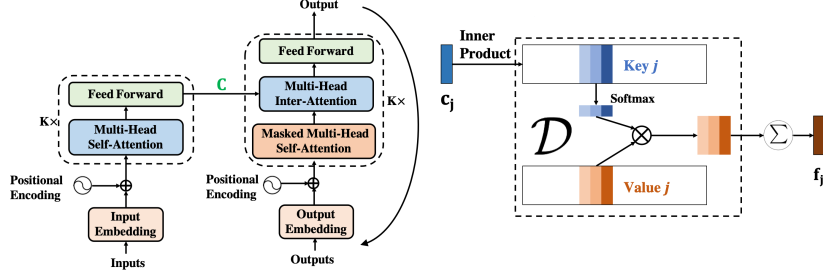 Output
Feed Forward
C
Multi-Head
Inter-Attention
K×
Masked Multi-Head
Self-Attention
Positional
Encoding
Output
Embedding
Outputs
Feed Forward
K×
Multi-Head
Self-Attention
Positional
Encoding
Input
Embedding
Inputs
Inner
Product
c_j
Key j
Softmax
D
Value j
Σ
f_j